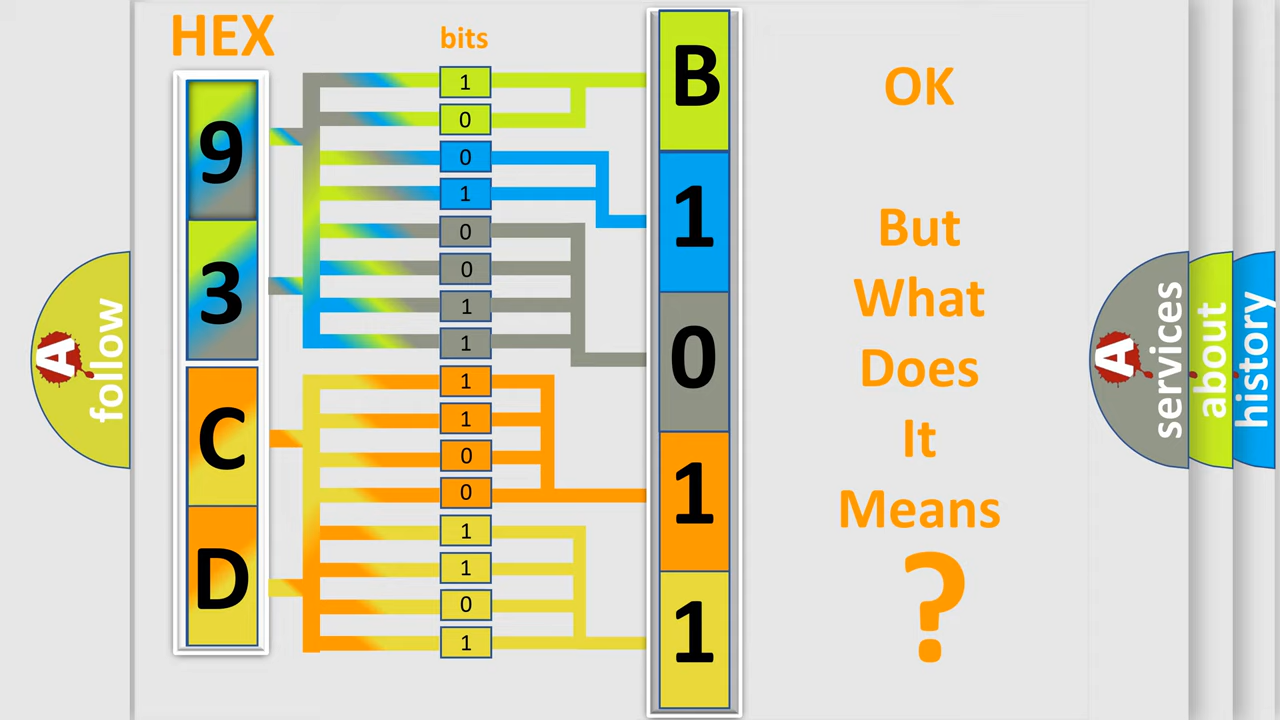 HEX
bits
9
3
C
D
1
0
0
1
0
0
1
1
1
1
0
0
1
1
0
1
B
1
0
1
1
OK
But
What
Does
It
Means
?
A
follow
A
services
about
history